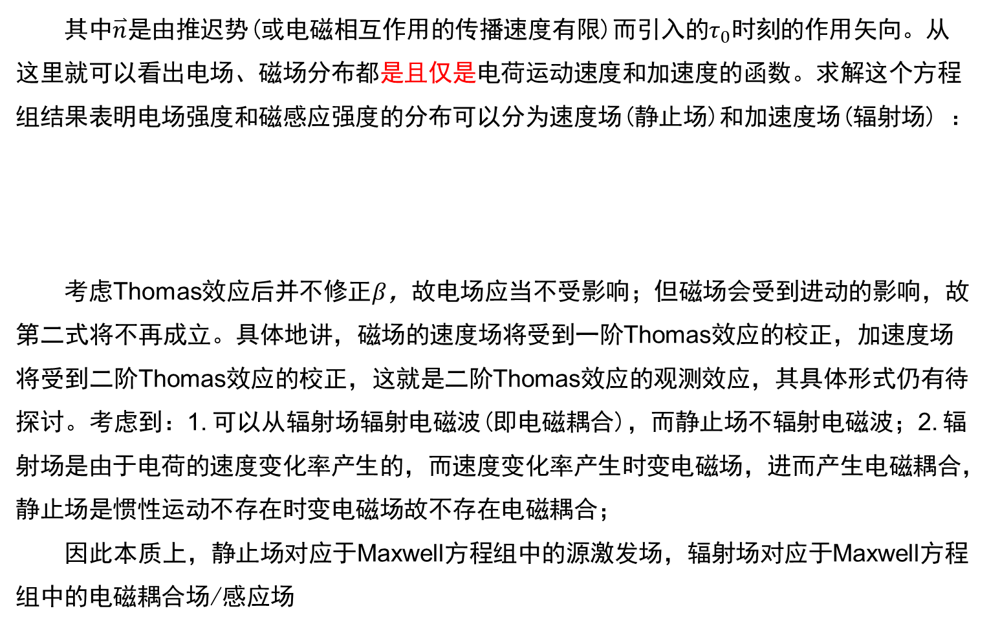 其中n⃗是由推迟势(或电磁相互作用的传播速度有限)而引入的τ₀时刻的作用矢向。从
这里就可以看出电场、磁场分布都是且仅是电荷运动速度和加速度的函数。求解这个方程
组结果表明电场强度和磁感应强度的分布可以分为速度场(静止场)和加速度场(辐射场)：
考虑Thomas效应后并不修正β，故电场应当不受影响；但磁场会受到进动的影响，故
第二式将不再成立。具体地讲，磁场的速度场将受到一阶Thomas效应的校正，加速度场
将受到二阶Thomas效应的校正，这就是二阶Thomas效应的观测效应，其具体形式仍有待
探讨。考虑到：1.可以从辐射场辐射电磁波(即电磁耦合)，而静止场不辐射电磁波；2.辐
射场是由于电荷的速度变化率产生的，而速度变化率产生时变电磁场，进而产生电磁耦合，
静止场是惯性运动不存在时变电磁场故不存在电磁耦合；
因此本质上，静止场对应于Maxwell方程组中的源激发场，辐射场对应于Maxwell方程
组中的电磁耦合场/感应场